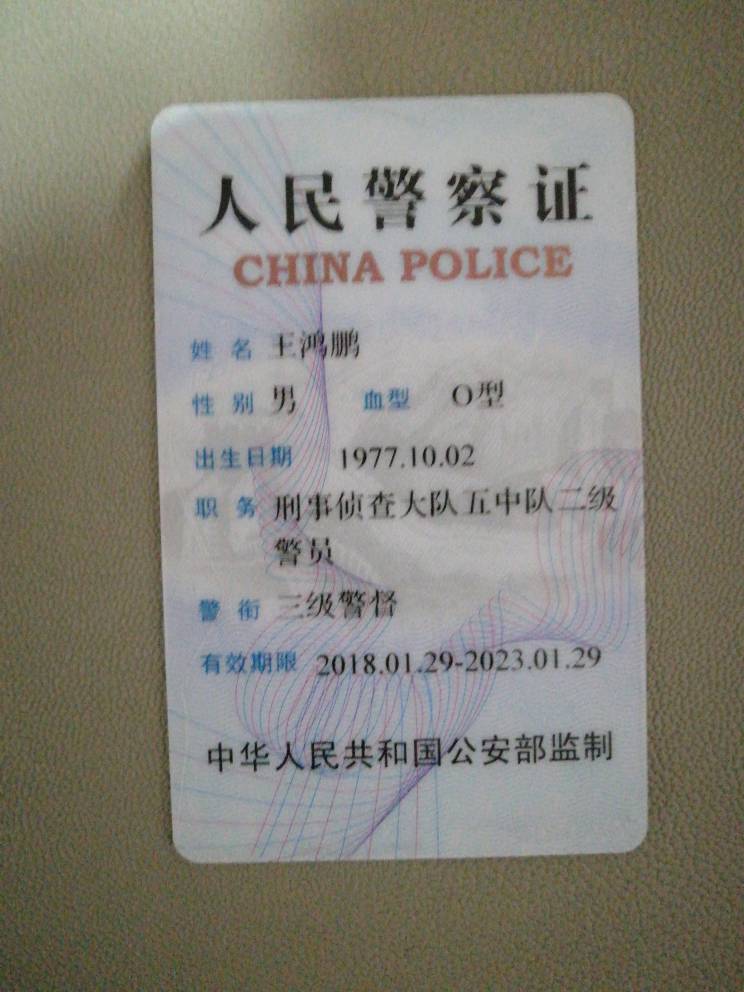 人民警察证
CHINA POLICE
姓 名 王鸿鹏
性 别 男 血型 O型
出生日期 1977.10.02
职 务 刑事侦查大队五中队二级
警员
警 衔 三级警督
有效期限 2018.01.29-2023.01.29
中华人民共和国公安部监制